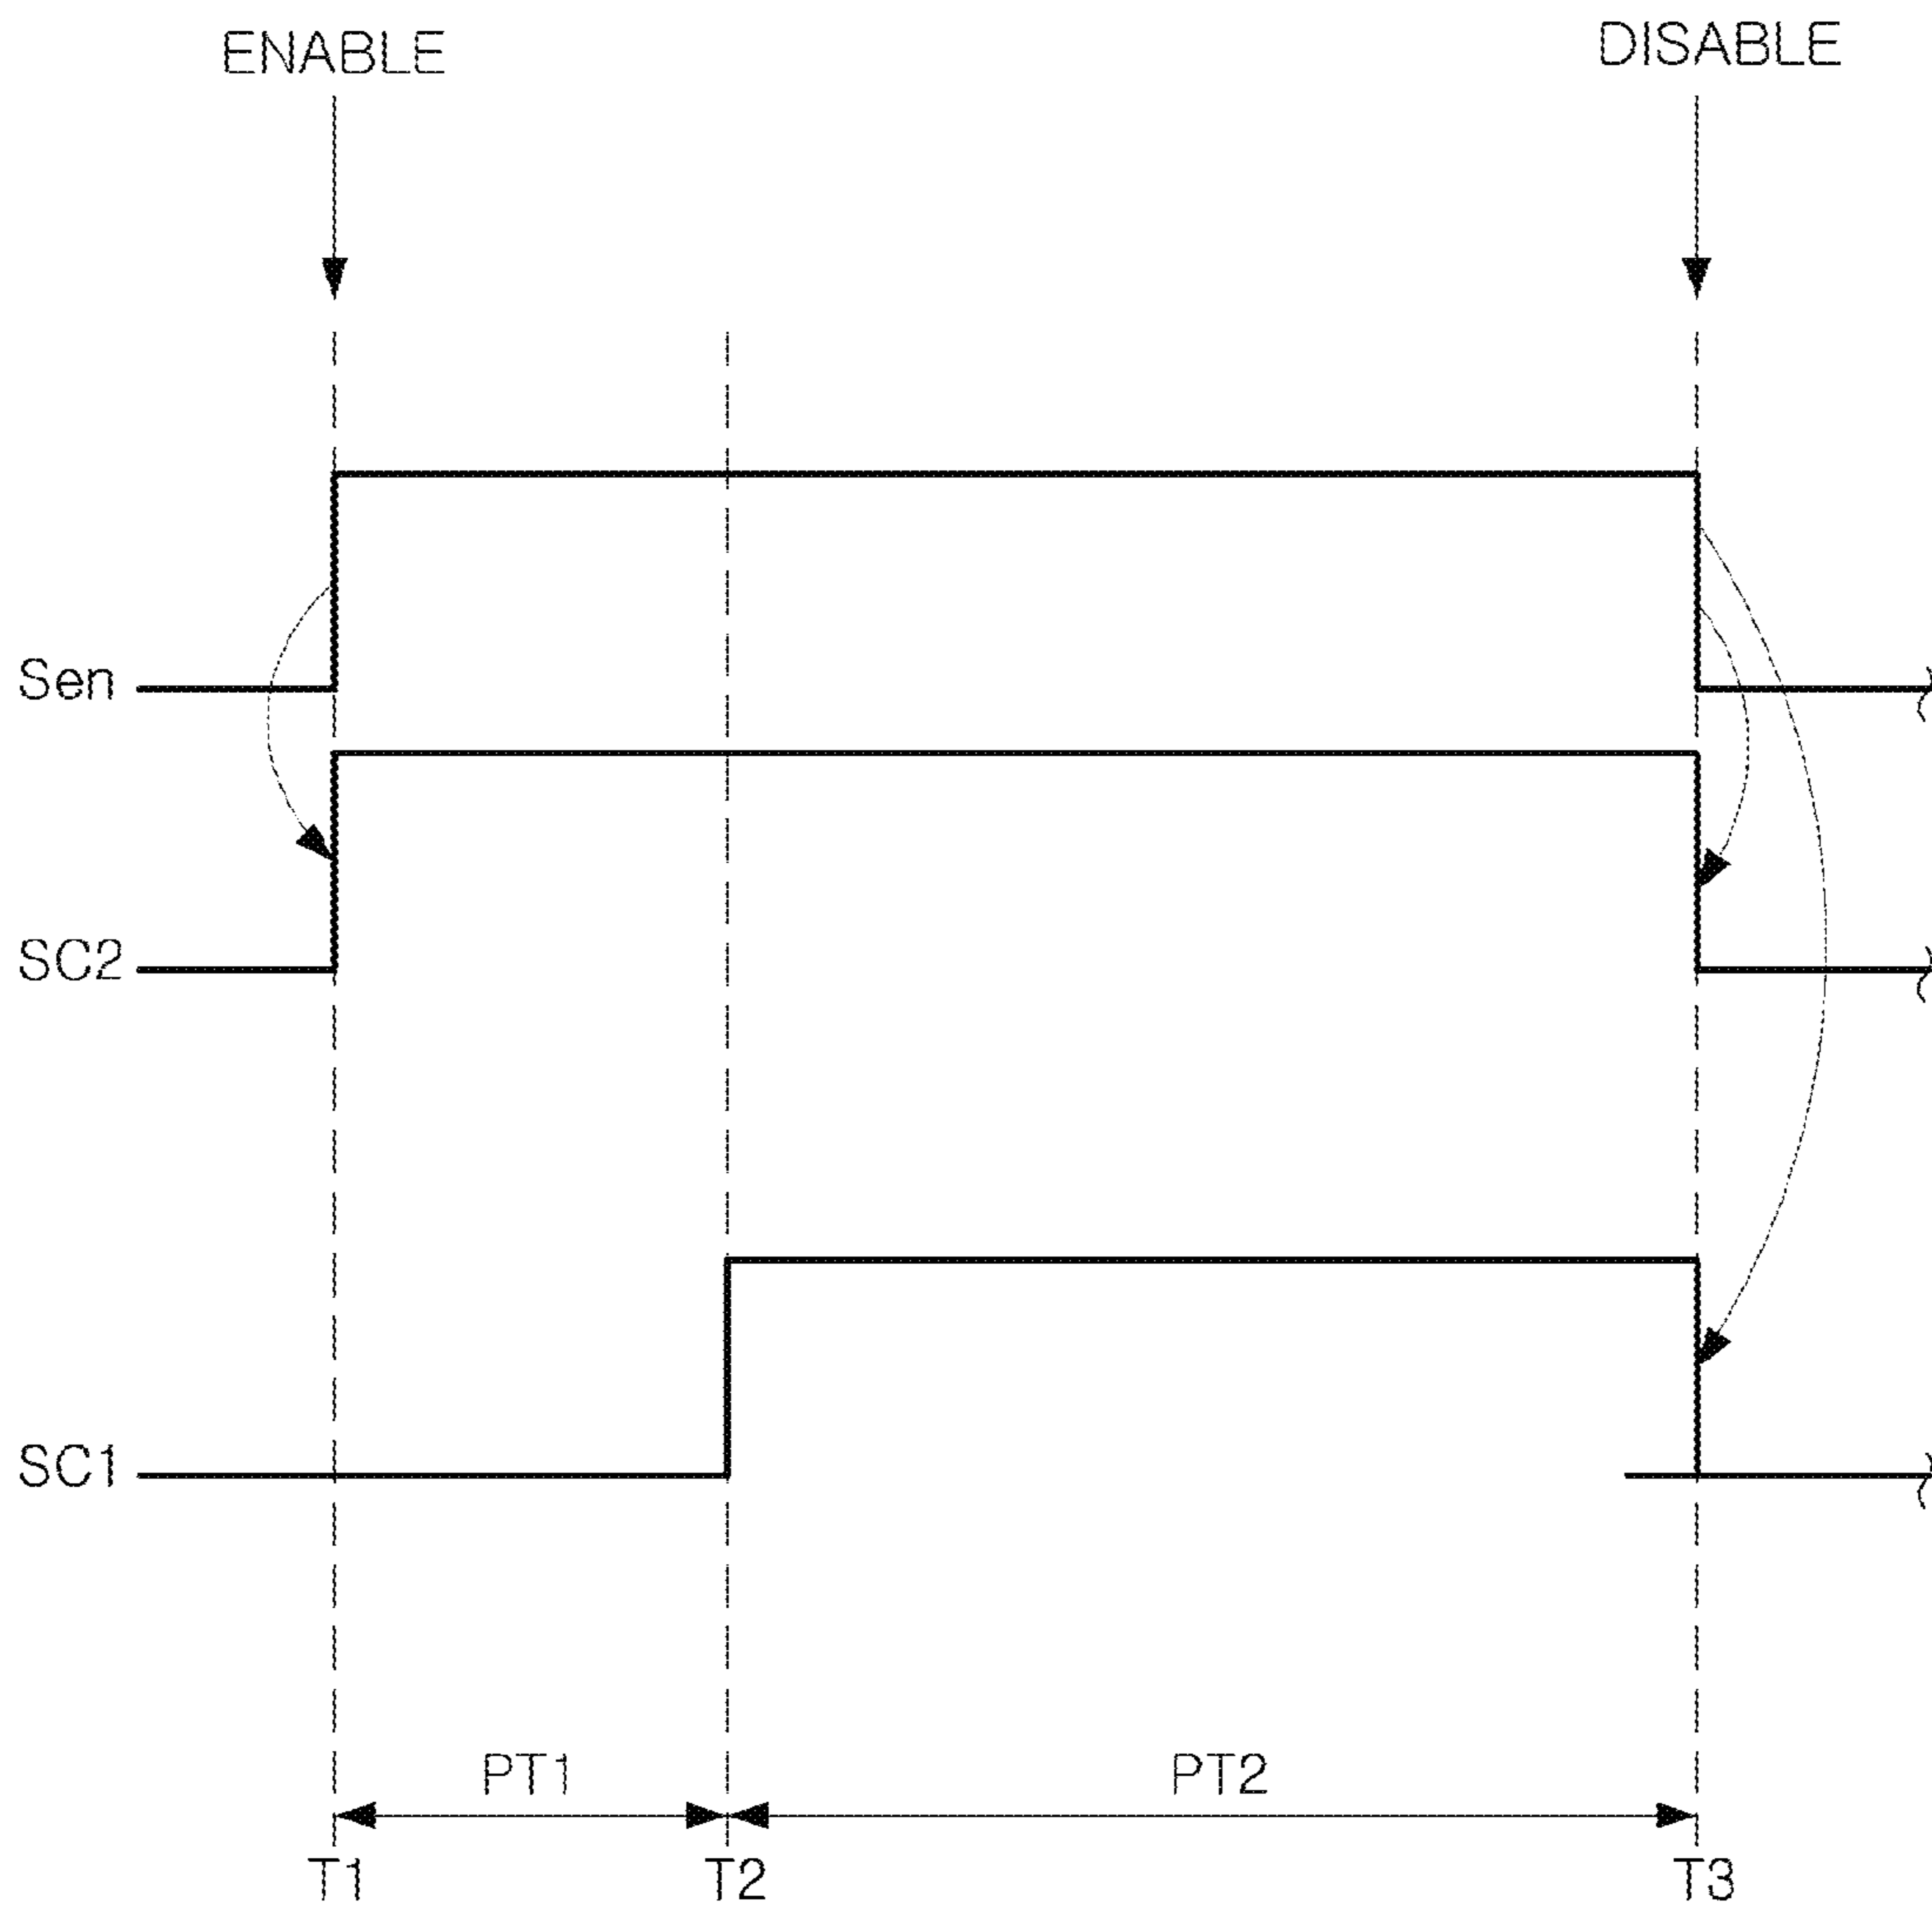 ENABLE
DISABLE
Sen
SC2
SC1
PT1
PT2
T1
T2
T3